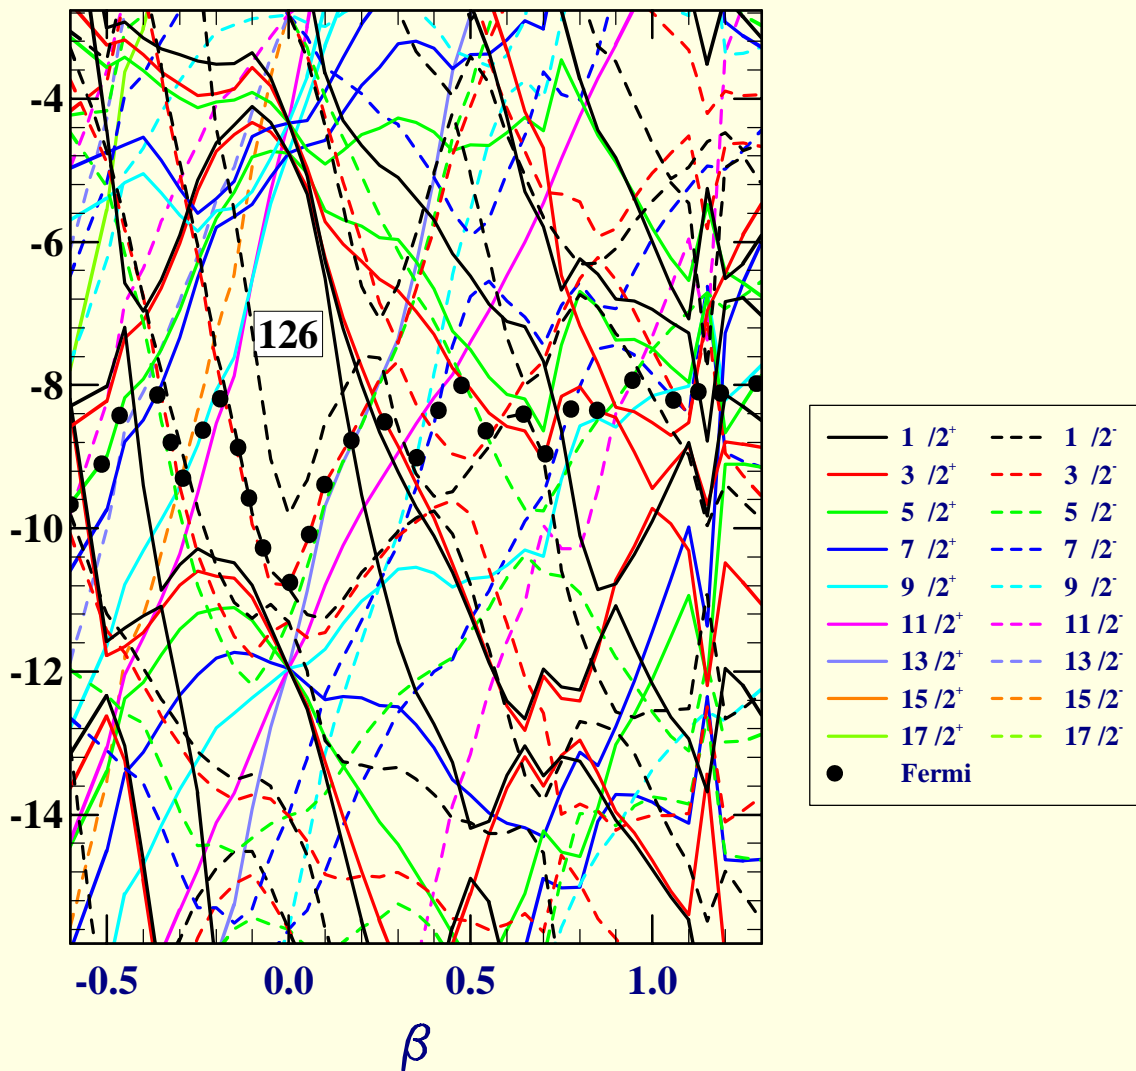 -4
-6
126
-8
-10
-12
-14
-0.5 0.0 0.5 1.0
β
1 /2⁺ 1 /2⁻
3 /2⁺ 3 /2⁻
5 /2⁺ 5 /2⁻
7 /2⁺ 7 /2⁻
9 /2⁺ 9 /2⁻
11 /2⁺ 11 /2⁻
13 /2⁺ 13 /2⁻
15 /2⁺ 15 /2⁻
17 /2⁺ 17 /2⁻
Fermi